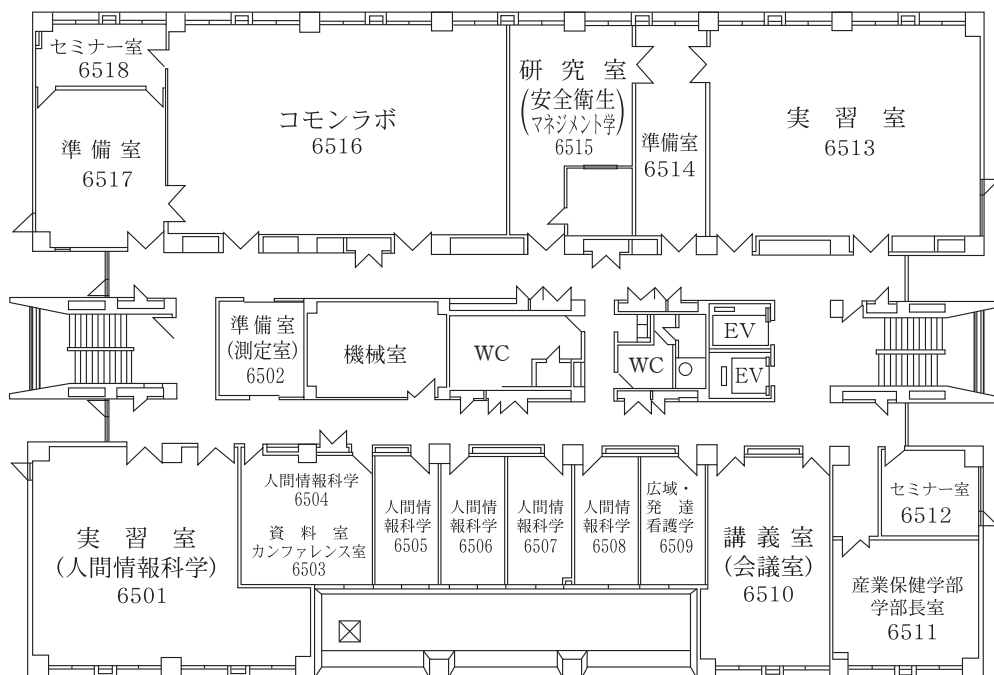 セミナー室
6518
準備室
6517
コモンラボ
6516
研究室
(安全衛生
マネジメント学)
6515
準備室
6514
実習室
6513
準備室
(測定室)
6502
機械室
WC
WC
EV
EV
実習室
(人間情報科学)
6501
人間情報科学
6504
資料室
カンファレンス室
6503
人間情
報科学
6505
人間情
報科学
6506
人間情
報科学
6507
人間情
報科学
6508
広域・
発達
看護学
6509
講義室
(会議室)
6510
セミナー室
6512
産業保健学部
学部長室
6511